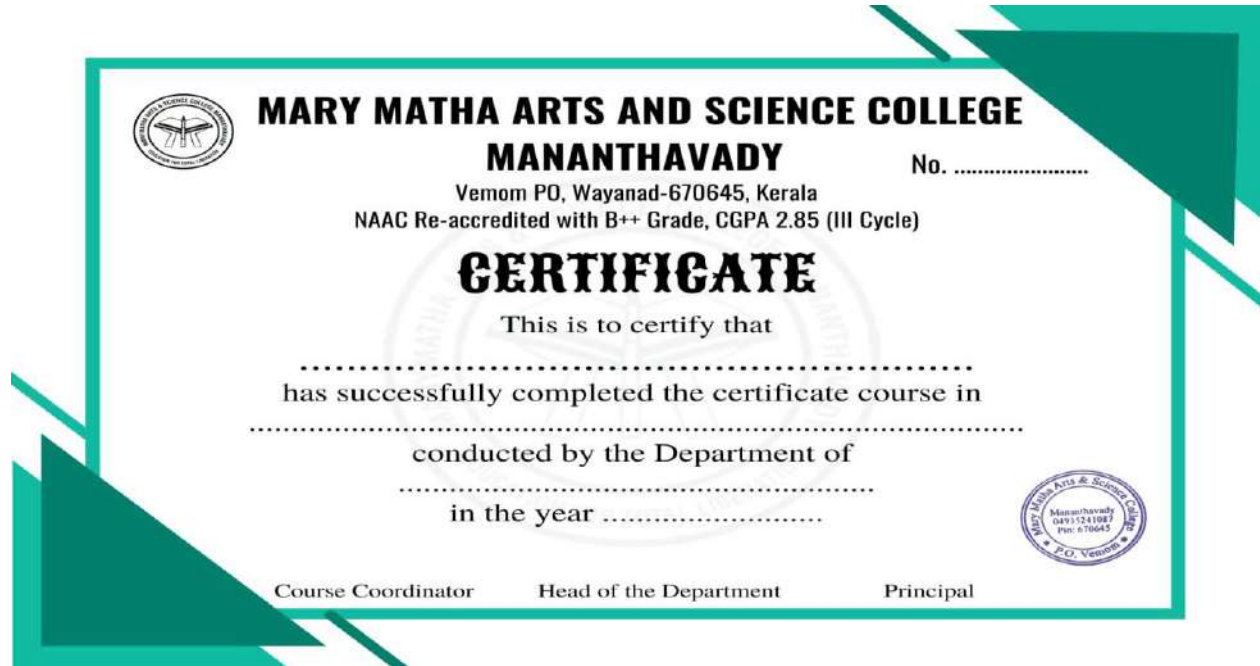 MARY MATHA ARTS AND SCIENCE COLLEGE
MANANTHAVADY
No. ........................
Vemom PO, Wayanad-670645, Kerala
NAAC Re-accredited with B++ Grade, CGPA 2.85 (III Cycle)
CERTIFICATE
This is to certify that
............................................................
has successfully completed the certificate course in
................................................................................
conducted by the Department of
............................................................
in the year ............................
Mary Matha Arts & Science College
Mananthavady
04935241087
Pin: 670645
P.O. Vemom
Course Coordinator Head of the Department Principal